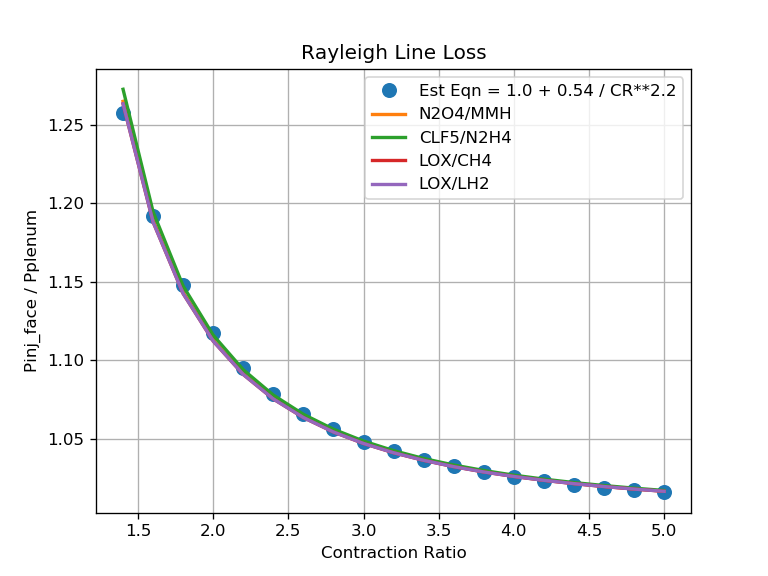 Rayleigh Line Loss
Est Eqn = 1.0 + 0.54 / CR**2.2
N2O4/MMH
CLF5/N2H4
LOX/CH4
LOX/LH2
Pinj_face / Pplenum
1.25
1.20
1.15
1.10
1.05
1.5 2.0 2.5 3.0 3.5 4.0 4.5 5.0
Contraction Ratio